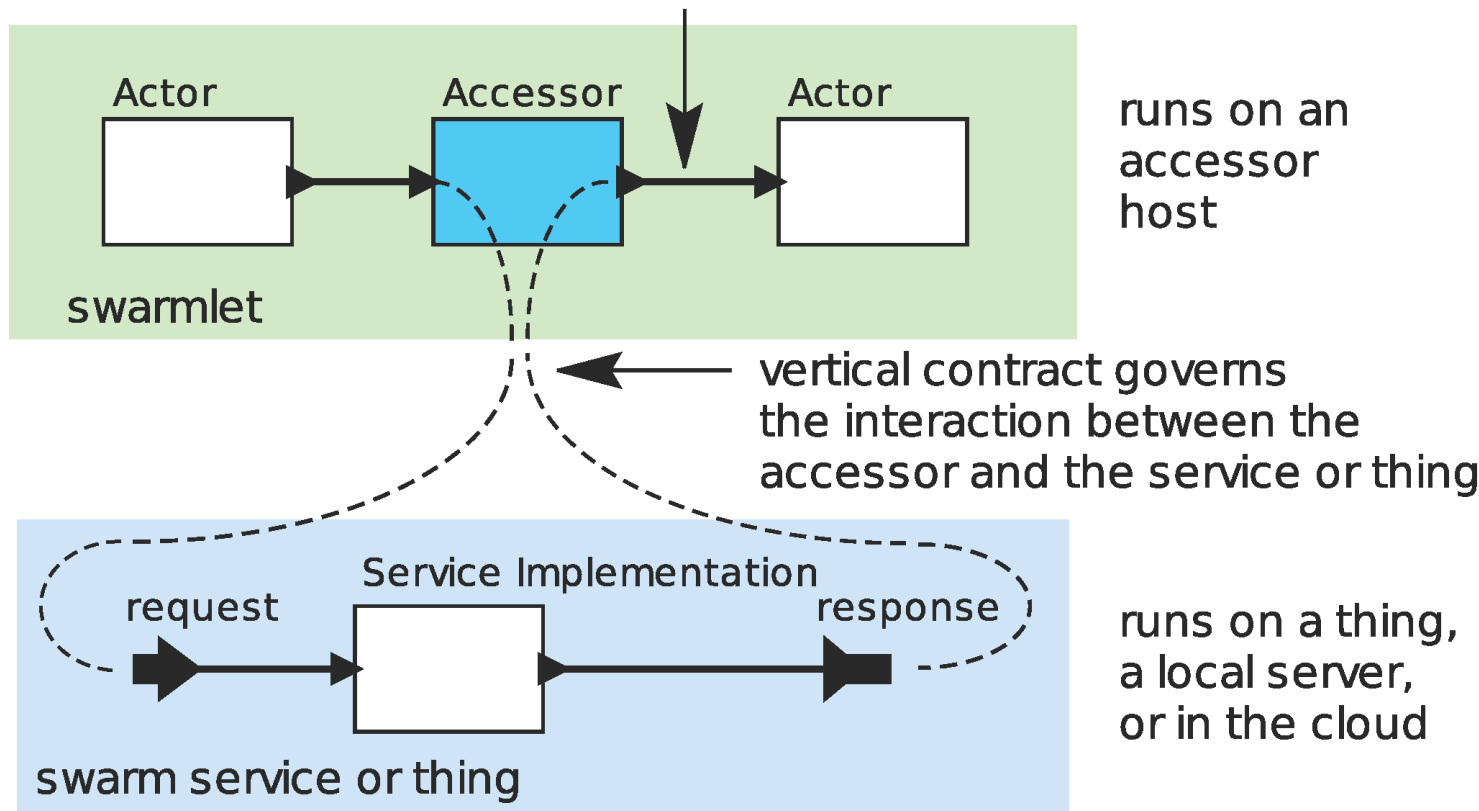 Actor
Accessor
Actor
runs on an
accessor
host
swarmlet
vertical contract governs
the interaction between the
accessor and the service or thing
Service Implementation
request
response
runs on a thing,
a local server,
or in the cloud
swarm service or thing